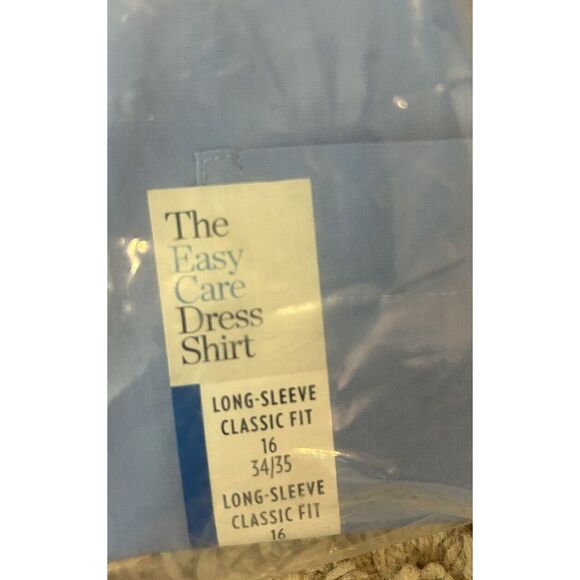 The
Easy
Care
Dress
Shirt
LONG-SLEEVE
CLASSIC FIT
16
34/35
LONG-SLEEVE
CLASSIC FIT
16